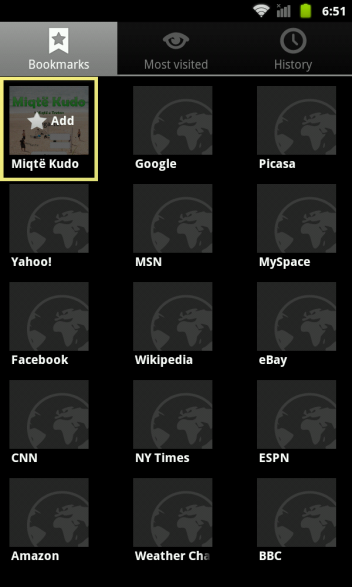 6:51
Bookmarks
Most visited
History
Miqtë Kudo
Add
Miqtë Kudo
Google
Picasa
Yahoo!
MSN
MySpace
Facebook
Wikipedia
eBay
CNN
NY Times
ESPN
Amazon
Weather Cha
BBC